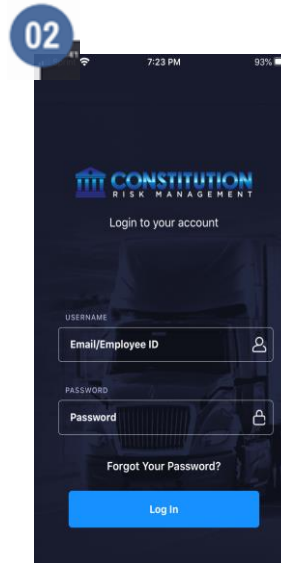 02
7:23 PM
93%
CONSTITUTION
RISK MANAGEMENT
Login to your account
USERNAME
Email/Employee ID
PASSWORD
Password
Forgot Your Password?
Log In